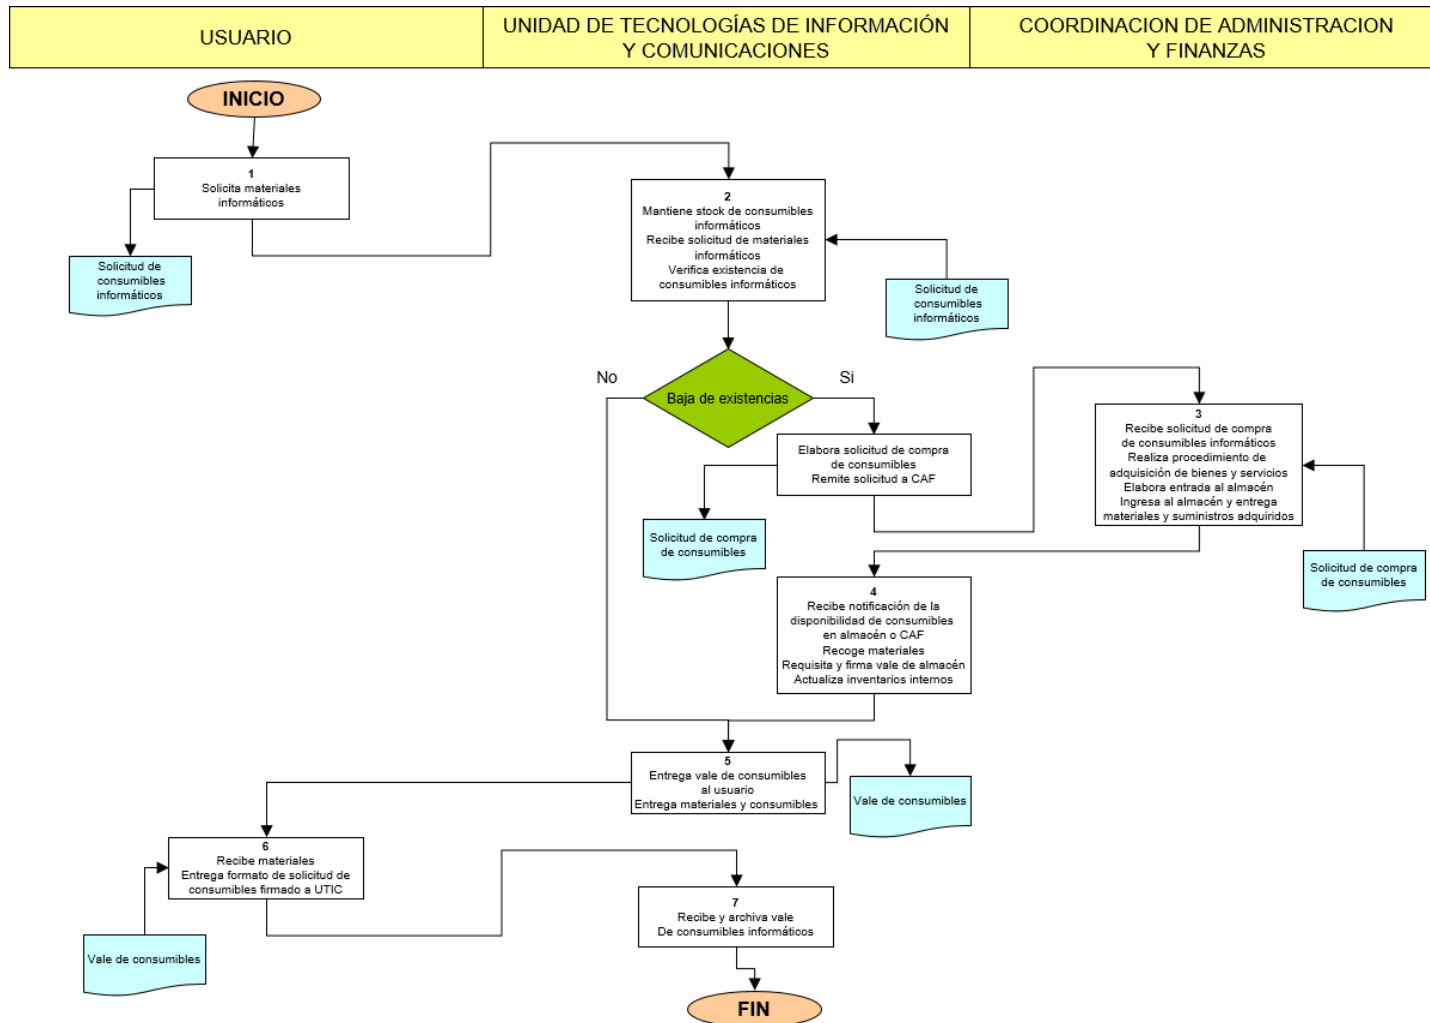 USUARIO
UNIDAD DE TECNOLOGÍAS DE INFORMACIÓN
Y COMUNICACIONES
COORDINACION DE ADMINISTRACION
Y FINANZAS
INICIO
1
Solicita materiales
informáticos
Solicitud de
consumibles
informáticos
2
Mantiene stock de consumibles
informáticos
Recibe solicitud de materiales
informáticos
Verifica existencia de
consumibles informáticos
Solicitud de
consumibles
informáticos
No
Baja de existencias
Si
Elabora solicitud de compra
de consumibles
Remite solicitud a CAF
Solicitud de compra
de consumibles
3
Recibe solicitud de compra
de consumibles informáticos
Realiza procedimiento de
adquisición de bienes y servicios
Elabora entrada al almacén
Ingresa al almacén y entrega
materiales y suministros adquiridos
Solicitud de compra
de consumibles
4
Recibe notificación de la
disponibilidad de consumibles
en almacén o CAF
Recoge materiales
Requisita y firma vale de almacén
Actualiza inventarios internos
5
Entrega vale de consumibles
al usuario
Entrega materiales y consumibles
Vale de consumibles
6
Recibe materiales
Entrega formato de solicitud de
consumibles firmado a UTIC
Vale de consumibles
7
Recibe y archiva vale
De consumibles informáticos
FIN